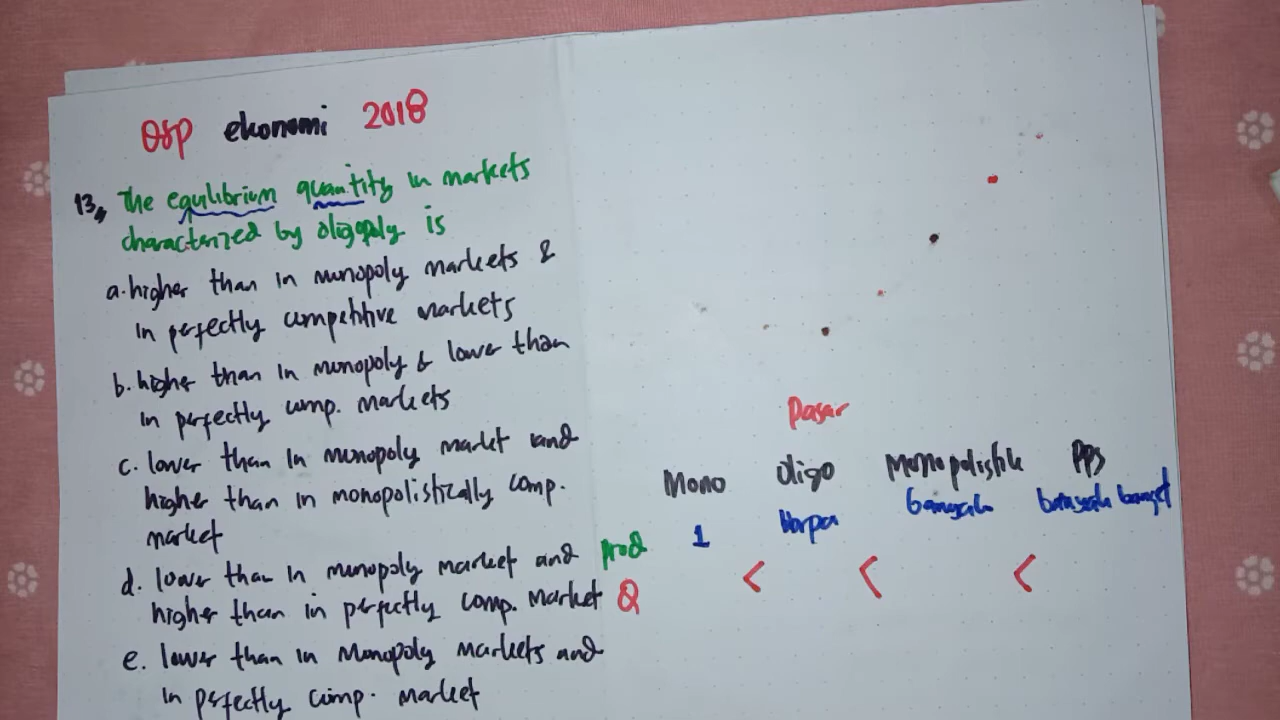 OSP ekonomi 2018
13, The equilibrium quantity in markets
characterized by oligopoly is
a. higher than in monopoly markets &
in perfectly competitive markets
b. higher than in monopoly & lower than
in perfectly comp. markets
c. lower than in monopoly market and
higher than in monopolistically comp.
market
d. lower than in monopoly market and
higher than in perfectly comp. market
e. lower than in monopoly markets and
in perfectly comp. market
Pasar
Mono oligo Monopolistik PPS
Prod 1 banyak banyak banget
Q < < <